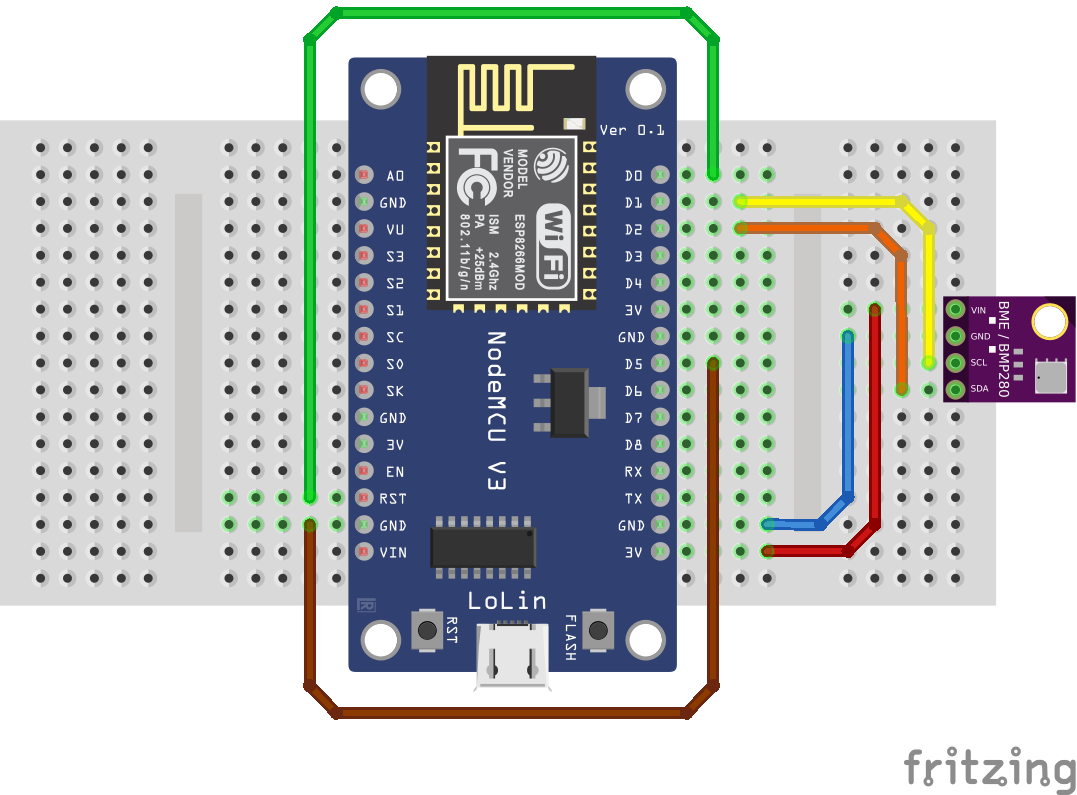 Ver 0.1
A0
GND
VU
S3
S2
S1
SC
S0
SK
GND
3V
EN
RST
GND
VIN
D0
D1
D2
D3
D4
3V
GND
D5
D6
D7
D8
RX
TX
GND
3V
MODEL
VENDOR
ESP8266MOD
FC
WiFi
ISM 2.4Ghz
PA +25dBm
802.11b/g/n
NodeMCU V3
LoLin
RST
FLASH
VIN
GND
SCL
SDA
BME / BMP280
fritzing